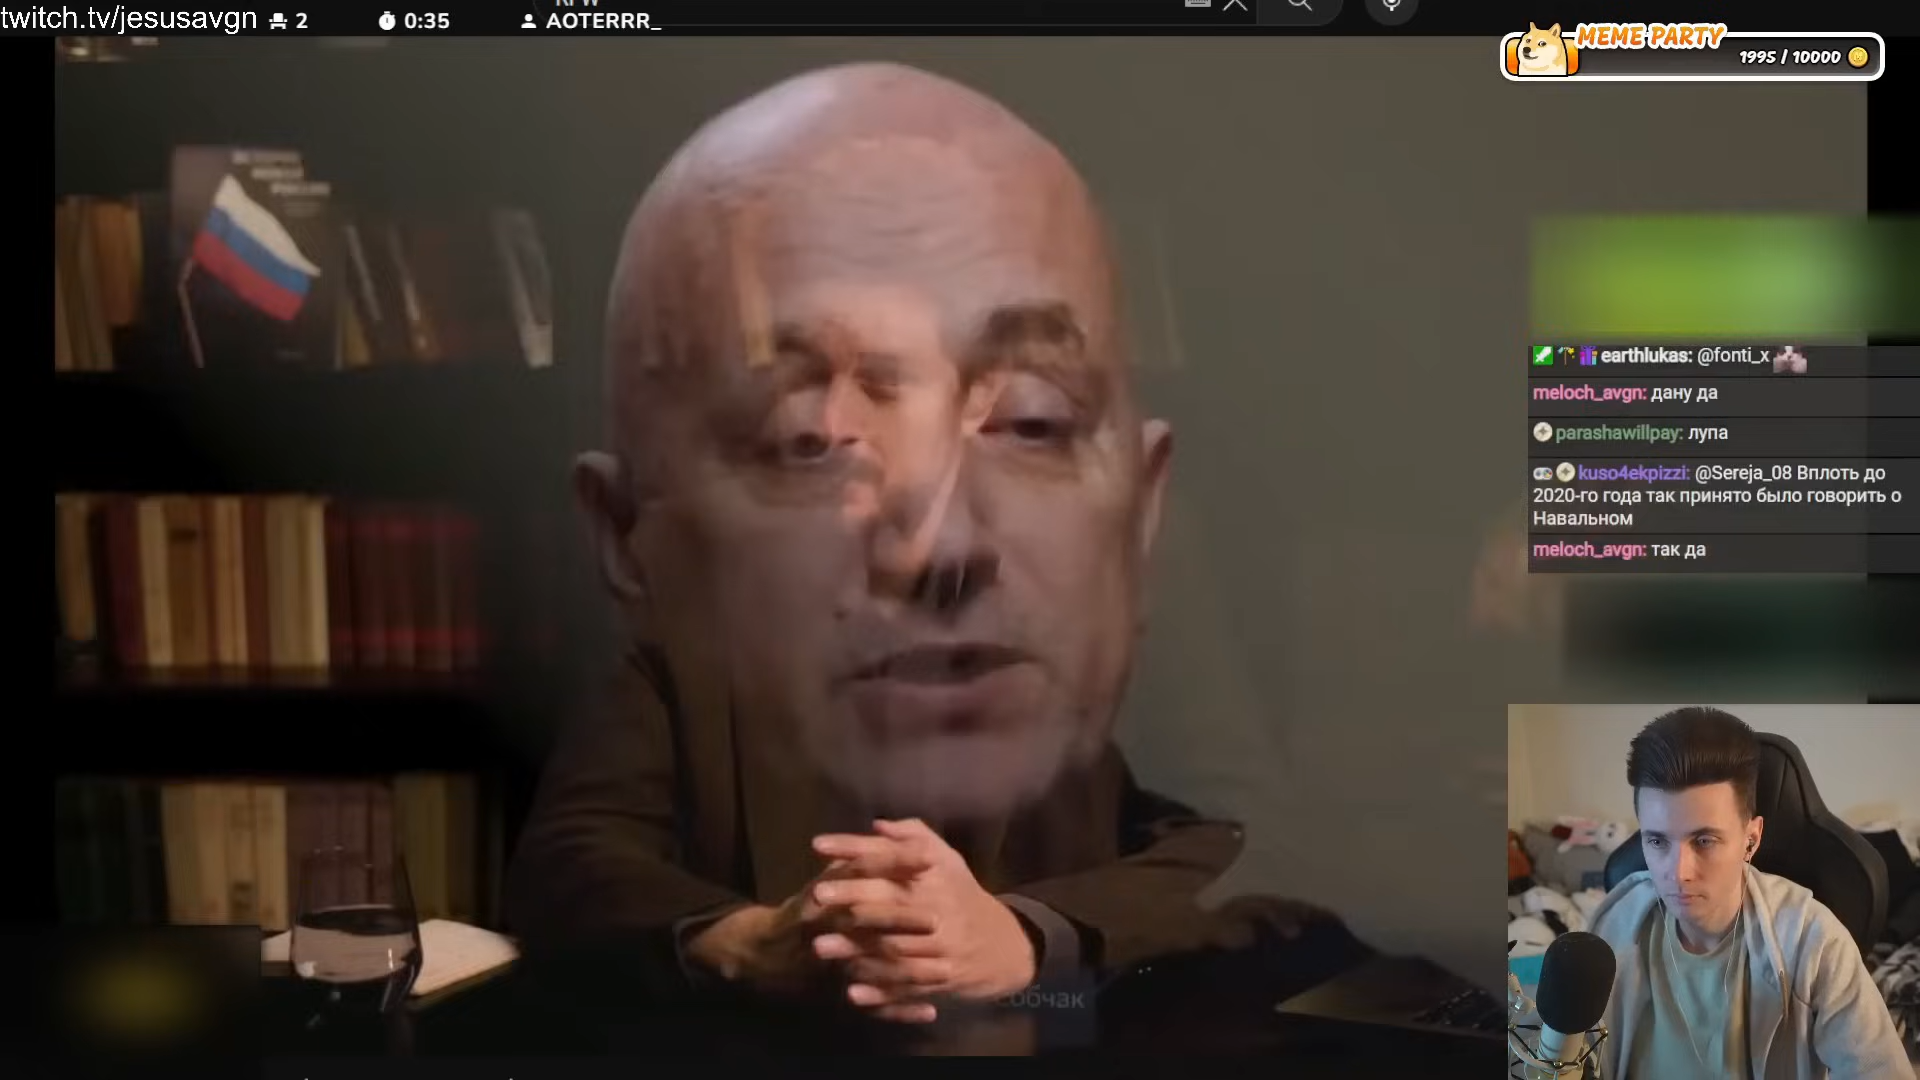 twitch.tv/jesusavgn
2
0:35
AOTERRR_
MEME PARTY
1995 / 10000
earthlukas: @fonti_x
meloch_avgn: дану да
parashawillpay: лупа
kuso4ekpizzi: @Sereja_08 Вплоть до
2020-го года так принято было говорить о
Навальном
meloch_avgn: так да
Собчак